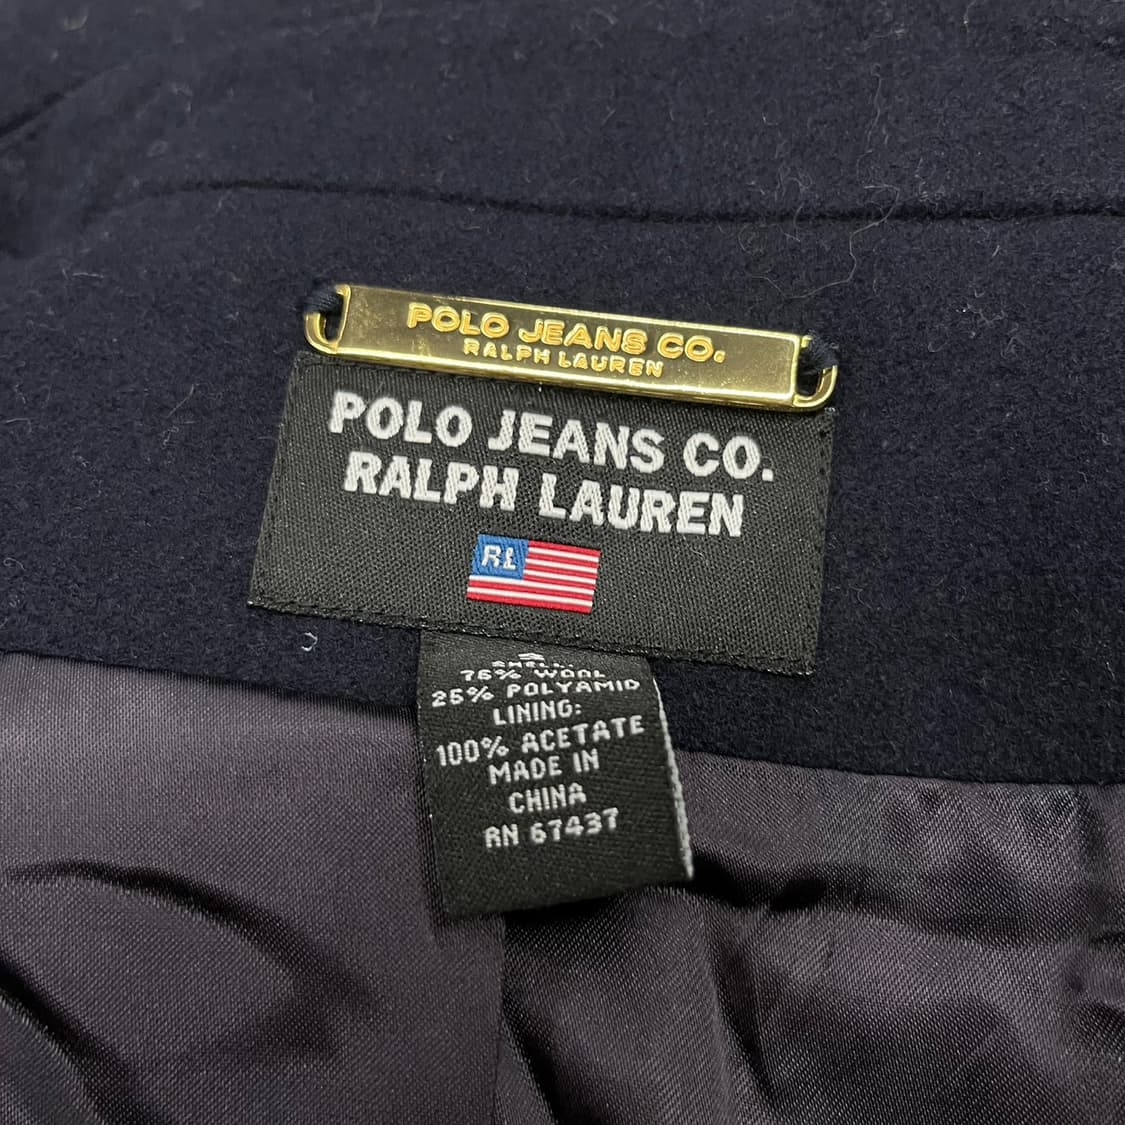 POLO JEANS CO.
RALPH LAUREN
POLO JEANS CO.
RALPH LAUREN
RL
SHELL:
75% WOOL
25% POLYAMID
LINING:
100% ACETATE
MADE IN
CHINA
RN 67437